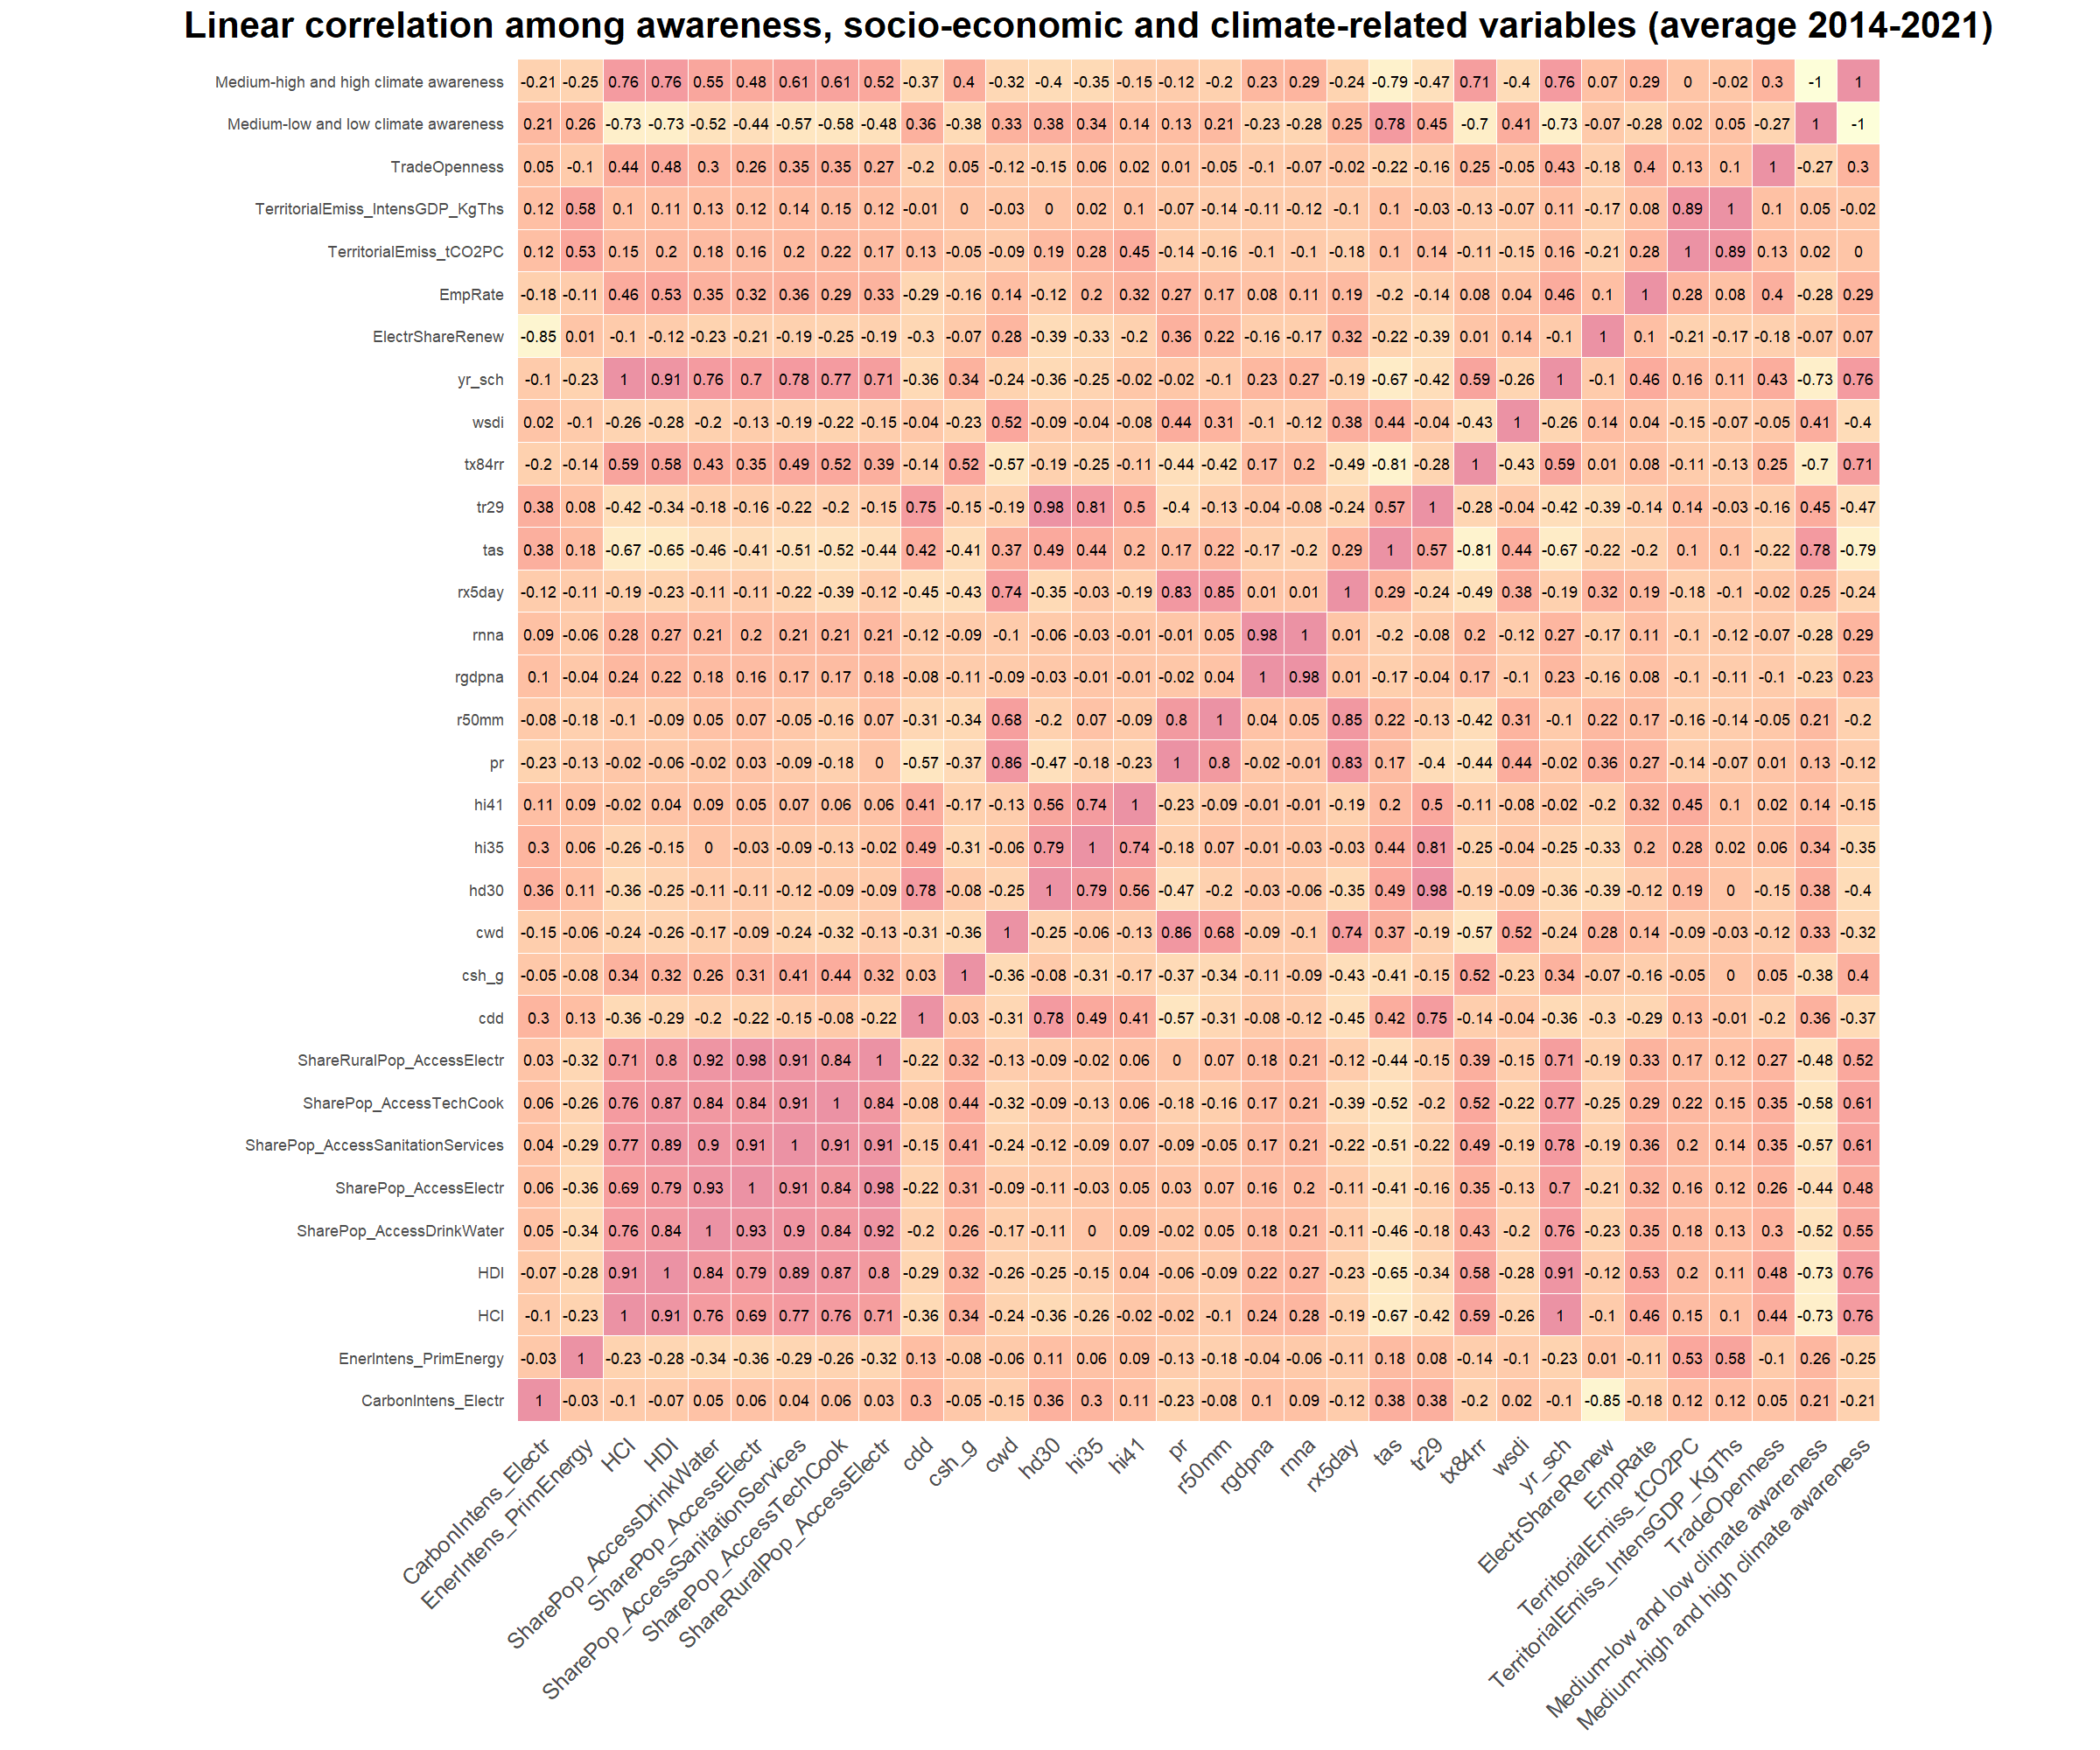 Linear correlation among awareness, socio-economic and climate-related variables (average 2014-2021)
Medium-high and high climate awareness -0.21 -0.25 0.76 0.76 0.55 0.48 0.61 0.61 0.52 -0.37 0.4 -0.32 -0.4 -0.35 -0.15 -0.12 -0.2 0.23 0.29 -0.24 -0.79 -0.47 0.71 -0.4 0.76 0.07 0.29 0 -0.02 0.3 -1 1
Medium-low and low climate awareness 0.21 0.26 -0.73 -0.73 -0.52 -0.44 -0.57 -0.58 -0.48 0.36 -0.38 0.33 0.38 0.34 0.14 0.13 0.21 -0.23 -0.28 0.25 0.78 0.45 -0.7 0.41 -0.73 -0.07 -0.28 0.02 0.05 -0.27 1 -1
TradeOpenness 0.05 -0.1 0.44 0.48 0.3 0.26 0.35 0.35 0.27 -0.2 0.05 -0.12 -0.15 0.06 0.02 0.01 -0.05 -0.1 -0.07 -0.02 -0.22 -0.16 0.25 -0.05 0.43 -0.18 0.4 0.13 0.1 1 -0.27 0.3
TerritorialEmiss_IntensGDP_KgThs 0.12 0.58 0.1 0.11 0.13 0.12 0.14 0.15 0.12 -0.01 0 -0.03 0 0.02 0.1 -0.07 -0.14 -0.11 -0.12 -0.1 0.1 -0.03 -0.13 -0.07 0.11 -0.17 0.08 0.89 1 0.1 0.05 -0.02
TerritorialEmiss_tCO2PC 0.12 0.53 0.15 0.2 0.18 0.16 0.2 0.22 0.17 0.13 -0.05 -0.09 0.19 0.28 0.45 -0.14 -0.16 -0.1 -0.1 -0.18 0.1 0.14 -0.11 -0.15 0.16 -0.21 0.28 1 0.89 0.13 0.02 0
EmpRate -0.18 -0.11 0.46 0.53 0.35 0.32 0.36 0.29 0.33 -0.29 -0.16 0.14 -0.12 0.2 0.32 0.27 0.17 0.08 0.11 0.19 -0.2 -0.14 0.08 0.04 0.46 0.1 1 0.28 0.08 0.4 -0.28 0.29
ElectrShareRenew -0.85 0.01 -0.1 -0.12 -0.23 -0.21 -0.19 -0.25 -0.19 -0.3 -0.07 0.28 -0.39 -0.33 -0.2 0.36 0.22 -0.16 -0.17 0.32 -0.22 -0.39 0.01 0.14 -0.1 1 0.1 -0.21 -0.17 -0.18 -0.07 0.07
yr_sch -0.1 -0.23 1 0.91 0.76 0.7 0.78 0.77 0.71 -0.36 0.34 -0.24 -0.36 -0.25 -0.02 -0.02 -0.1 0.23 0.27 -0.19 -0.67 -0.42 0.59 -0.26 1 -0.1 0.46 0.16 0.11 0.43 -0.73 0.76
wsdi 0.02 -0.1 -0.26 -0.28 -0.2 -0.13 -0.19 -0.22 -0.15 -0.04 -0.23 0.52 -0.09 -0.04 -0.08 0.44 0.31 -0.1 -0.12 0.38 0.44 -0.04 -0.43 1 -0.26 0.14 0.04 -0.15 -0.07 -0.05 0.41 -0.4
tx84rr -0.2 -0.14 0.59 0.58 0.43 0.35 0.49 0.52 0.39 -0.14 0.52 -0.57 -0.19 -0.25 -0.11 -0.44 -0.42 0.17 0.2 -0.49 -0.81 -0.28 1 -0.43 0.59 0.01 0.08 -0.11 -0.13 0.25 -0.7 0.71
tr29 0.38 0.08 -0.42 -0.34 -0.18 -0.16 -0.22 -0.2 -0.15 0.75 -0.15 -0.19 0.98 0.81 0.5 -0.4 -0.13 -0.04 -0.08 -0.24 0.57 1 -0.28 -0.04 -0.42 -0.39 -0.14 0.14 -0.03 -0.16 0.45 -0.47
tas 0.38 0.18 -0.67 -0.65 -0.46 -0.41 -0.51 -0.52 -0.44 0.42 -0.41 0.37 0.49 0.44 0.2 0.17 0.22 -0.17 -0.2 0.29 1 0.57 -0.81 0.44 -0.67 -0.22 -0.2 0.1 0.1 -0.22 0.78 -0.79
rx5day -0.12 -0.11 -0.19 -0.23 -0.11 -0.11 -0.22 -0.39 -0.12 -0.45 -0.43 0.74 -0.35 -0.03 -0.19 0.83 0.85 0.01 0.01 1 0.29 -0.24 -0.49 0.38 -0.19 0.32 0.19 -0.18 -0.1 -0.02 0.25 -0.24
rnna 0.09 -0.06 0.28 0.27 0.21 0.2 0.21 0.21 0.21 -0.12 -0.09 -0.1 -0.06 -0.03 -0.01 -0.01 0.05 0.98 1 0.01 -0.2 -0.08 0.2 -0.12 0.27 -0.17 0.11 -0.1 -0.12 -0.07 -0.28 0.29
rgdpna 0.1 -0.04 0.24 0.22 0.18 0.16 0.17 0.17 0.18 -0.08 -0.11 -0.09 -0.03 -0.01 -0.01 -0.02 0.04 1 0.98 0.01 -0.17 -0.04 0.17 -0.1 0.23 -0.16 0.08 -0.1 -0.11 -0.1 -0.23 0.23
r50mm -0.08 -0.18 -0.1 -0.09 0.05 0.07 -0.05 -0.16 0.07 -0.31 -0.34 0.68 -0.2 0.07 -0.09 0.8 1 0.04 0.05 0.85 0.22 -0.13 -0.42 0.31 -0.1 0.22 0.17 -0.16 -0.14 -0.05 0.21 -0.2
pr -0.23 -0.13 -0.02 -0.06 -0.02 0.03 -0.09 -0.18 0 -0.57 -0.37 0.86 -0.47 -0.18 -0.23 1 0.8 -0.02 -0.01 0.83 0.17 -0.4 -0.44 0.44 -0.02 0.36 0.27 -0.14 -0.07 0.01 0.13 -0.12
hi41 0.11 0.09 -0.02 0.04 0.09 0.05 0.07 0.06 0.06 0.41 -0.17 -0.13 0.56 0.74 1 -0.23 -0.09 -0.01 -0.01 -0.19 0.2 0.5 -0.11 -0.08 -0.02 -0.2 0.32 0.45 0.1 0.02 0.14 -0.15
hi35 0.3 0.06 -0.26 -0.15 0 -0.03 -0.09 -0.13 -0.02 0.49 -0.31 -0.06 0.79 1 0.74 -0.18 0.07 -0.01 -0.03 -0.03 0.44 0.81 -0.25 -0.04 -0.25 -0.33 0.2 0.28 0.02 0.06 0.34 -0.35
hd30 0.36 0.11 -0.36 -0.25 -0.11 -0.11 -0.12 -0.09 -0.09 0.78 -0.08 -0.25 1 0.79 0.56 -0.47 -0.2 -0.03 -0.06 -0.35 0.49 0.98 -0.19 -0.09 -0.36 -0.39 -0.12 0.19 0 -0.15 0.38 -0.4
cwd -0.15 -0.06 -0.24 -0.26 -0.17 -0.09 -0.24 -0.32 -0.13 -0.31 -0.36 1 -0.25 -0.06 -0.13 0.86 0.68 -0.09 -0.1 0.74 0.37 -0.19 -0.57 0.52 -0.24 0.28 0.14 -0.09 -0.03 -0.12 0.33 -0.32
csh_g -0.05 -0.08 0.34 0.32 0.26 0.31 0.41 0.44 0.32 0.03 1 -0.36 -0.08 -0.31 -0.17 -0.37 -0.34 -0.11 -0.09 -0.43 -0.41 -0.15 0.52 -0.23 0.34 -0.07 -0.16 -0.05 0 0.05 -0.38 0.4
cdd 0.3 0.13 -0.36 -0.29 -0.2 -0.22 -0.15 -0.08 -0.22 1 0.03 -0.31 0.78 0.49 0.41 -0.57 -0.31 -0.08 -0.12 -0.45 0.42 0.75 -0.14 -0.04 -0.36 -0.3 -0.29 0.13 -0.01 -0.2 0.36 -0.37
ShareRuralPop_AccessElectr 0.03 -0.32 0.71 0.8 0.92 0.98 0.91 0.84 1 -0.22 0.32 -0.13 -0.09 -0.02 0.06 0 0.07 0.18 0.21 -0.12 -0.44 -0.15 0.39 -0.15 0.71 -0.19 0.33 0.17 0.12 0.27 -0.48 0.52
SharePop_AccessTechCook 0.06 -0.26 0.76 0.87 0.84 0.84 0.91 1 0.84 -0.08 0.44 -0.32 -0.09 -0.13 0.06 -0.18 -0.16 0.17 0.21 -0.39 -0.52 -0.2 0.52 -0.22 0.77 -0.25 0.29 0.22 0.15 0.35 -0.58 0.61
SharePop_AccessSanitationServices 0.04 -0.29 0.77 0.89 0.9 0.91 1 0.91 0.91 -0.15 0.41 -0.24 -0.12 -0.09 0.07 -0.09 -0.05 0.17 0.21 -0.22 -0.51 -0.22 0.49 -0.19 0.78 -0.19 0.36 0.2 0.14 0.35 -0.57 0.61
SharePop_AccessElectr 0.06 -0.36 0.69 0.79 0.93 1 0.91 0.84 0.98 -0.22 0.31 -0.09 -0.11 -0.03 0.05 0.03 0.07 0.16 0.2 -0.11 -0.41 -0.16 0.35 -0.13 0.7 -0.21 0.32 0.16 0.12 0.26 -0.44 0.48
SharePop_AccessDrinkWater 0.05 -0.34 0.76 0.84 1 0.93 0.9 0.84 0.92 -0.2 0.26 -0.17 -0.11 0 0.09 -0.02 0.05 0.18 0.21 -0.11 -0.46 -0.18 0.43 -0.2 0.76 -0.23 0.35 0.18 0.13 0.3 -0.52 0.55
HDI -0.07 -0.28 0.91 1 0.84 0.79 0.89 0.87 0.8 -0.29 0.32 -0.26 -0.25 -0.15 0.04 -0.06 -0.09 0.22 0.27 -0.23 -0.65 -0.34 0.58 -0.28 0.91 -0.12 0.53 0.2 0.11 0.48 -0.73 0.76
HCI -0.1 -0.23 1 0.91 0.76 0.69 0.77 0.76 0.71 -0.36 0.34 -0.24 -0.36 -0.26 -0.02 -0.02 -0.1 0.24 0.28 -0.19 -0.67 -0.42 0.59 -0.26 1 -0.1 0.46 0.15 0.1 0.44 -0.73 0.76
EnerIntens_PrimEnergy -0.03 1 -0.23 -0.28 -0.34 -0.36 -0.29 -0.26 -0.32 0.13 -0.08 -0.06 0.11 0.06 0.09 -0.13 -0.18 -0.04 -0.06 -0.11 0.18 0.08 -0.14 -0.1 -0.23 0.01 -0.11 0.53 0.58 -0.1 0.26 -0.25
CarbonIntens_Electr 1 -0.03 -0.1 -0.07 0.05 0.06 0.04 0.06 0.03 0.3 -0.05 -0.15 0.36 0.3 0.11 -0.23 -0.08 0.1 0.09 -0.12 0.38 0.38 -0.2 0.02 -0.1 -0.85 -0.18 0.12 0.12 0.05 0.21 -0.21
CarbonIntens_Electr
EnerIntens_PrimEnergy
HCI
HDI
SharePop_AccessDrinkWater
SharePop_AccessElectr
SharePop_AccessSanitationServices
SharePop_AccessTechCook
ShareRuralPop_AccessElectr
cdd
csh_g
cwd
hd30
hi35
hi41
pr
r50mm
rgdpna
rnna
rx5day
tas
tr29
tx84rr
wsdi
yr_sch
ElectrShareRenew
EmpRate
TerritorialEmiss_tCO2PC
TerritorialEmiss_IntensGDP_KgThs
TradeOpenness
Medium-low and low climate awareness
Medium-high and high climate awareness